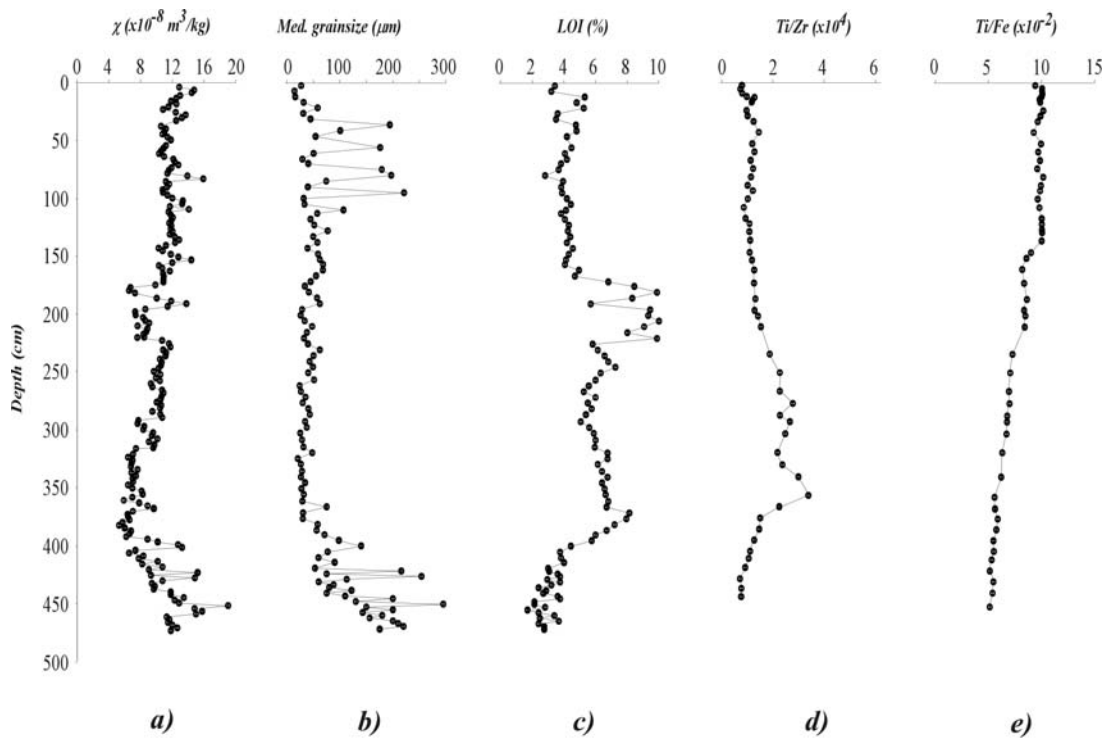 χ (x10⁻⁸ m³/kg) Med. grainsize (μm) LOI (%) Ti/Zr (x10⁴) Ti/Fe (x10⁻²)
0 4 8 12 16 20 0 100 200 300 0 2 4 6 8 10 0 2 4 6 0 5 10 15
0
50
100
150
200
250
300
350
400
450
500
Depth (cm)
a) b) c) d) e)